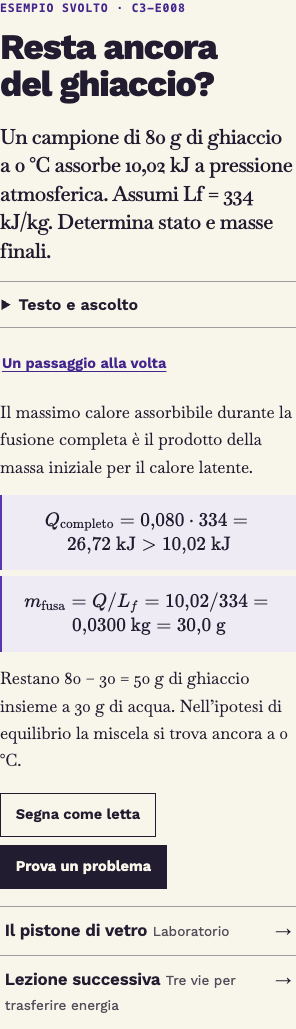 ESEMPIO SVOLTO · C3-E008
Resta ancora
del ghiaccio?
Un campione di 80 g di ghiaccio
a 0 °C assorbe 10,02 kJ a pressione
atmosferica. Assumi Lf = 334
kJ/kg. Determina stato e masse
finali.
▶ Testo e ascolto
Un passaggio alla volta
Il massimo calore assorbibile durante la
fusione completa è il prodotto della
massa iniziale per il calore latente.
Qcompleto = 0,080 · 334 =
26,72 kJ > 10,02 kJ
mfusa = Q/Lf = 10,02/334 =
0,0300 kg = 30,0 g
Restano 80 − 30 = 50 g di ghiaccio
insieme a 30 g di acqua. Nell’ipotesi di
equilibrio la miscela si trova ancora a 0
°C.
Segna come letta
Prova un problema
Il pistone di vetro Laboratorio →
Lezione successiva Tre vie per →
trasferire energia